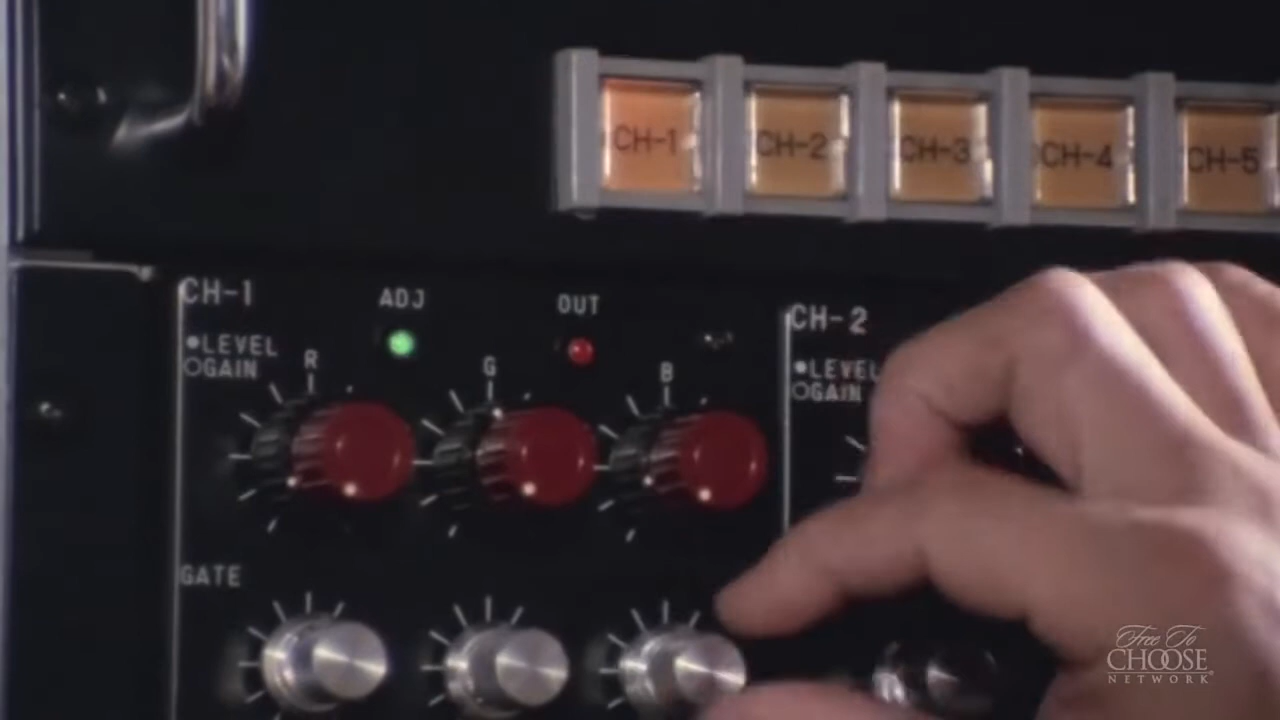 CH-1
CH-2
CH-3
CH-4
CH-5
CH-1
ADJ
OUT
LEVEL
GAIN
R
G
B
GATE
CH-2
LEVEL
GAIN
Free To
CHOOSE
NETWORK